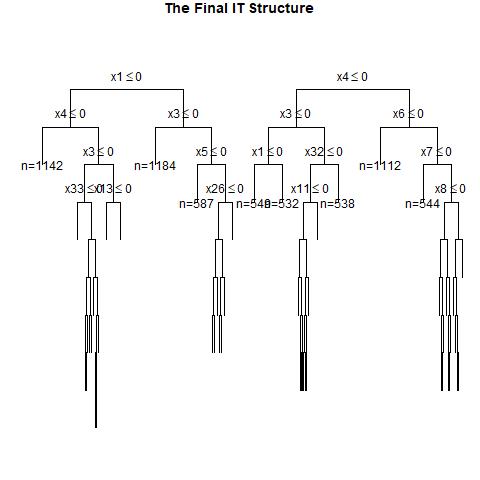 The Final IT Structure
x1 ≤ 0 x4 ≤ 0
x4 ≤ 0 x3 ≤ 0 x3 ≤ 0 x6 ≤ 0
n=1142 x3 ≤ 0 n=1184 x5 ≤ 0 x1 ≤ 0 x32 ≤ 0 n=1112 x7 ≤ 0
x33 ≤ 0 x13 ≤ 0 n=587 x26 ≤ 0 n=532 x11 ≤ 0 n=538 n=544 x8 ≤ 0